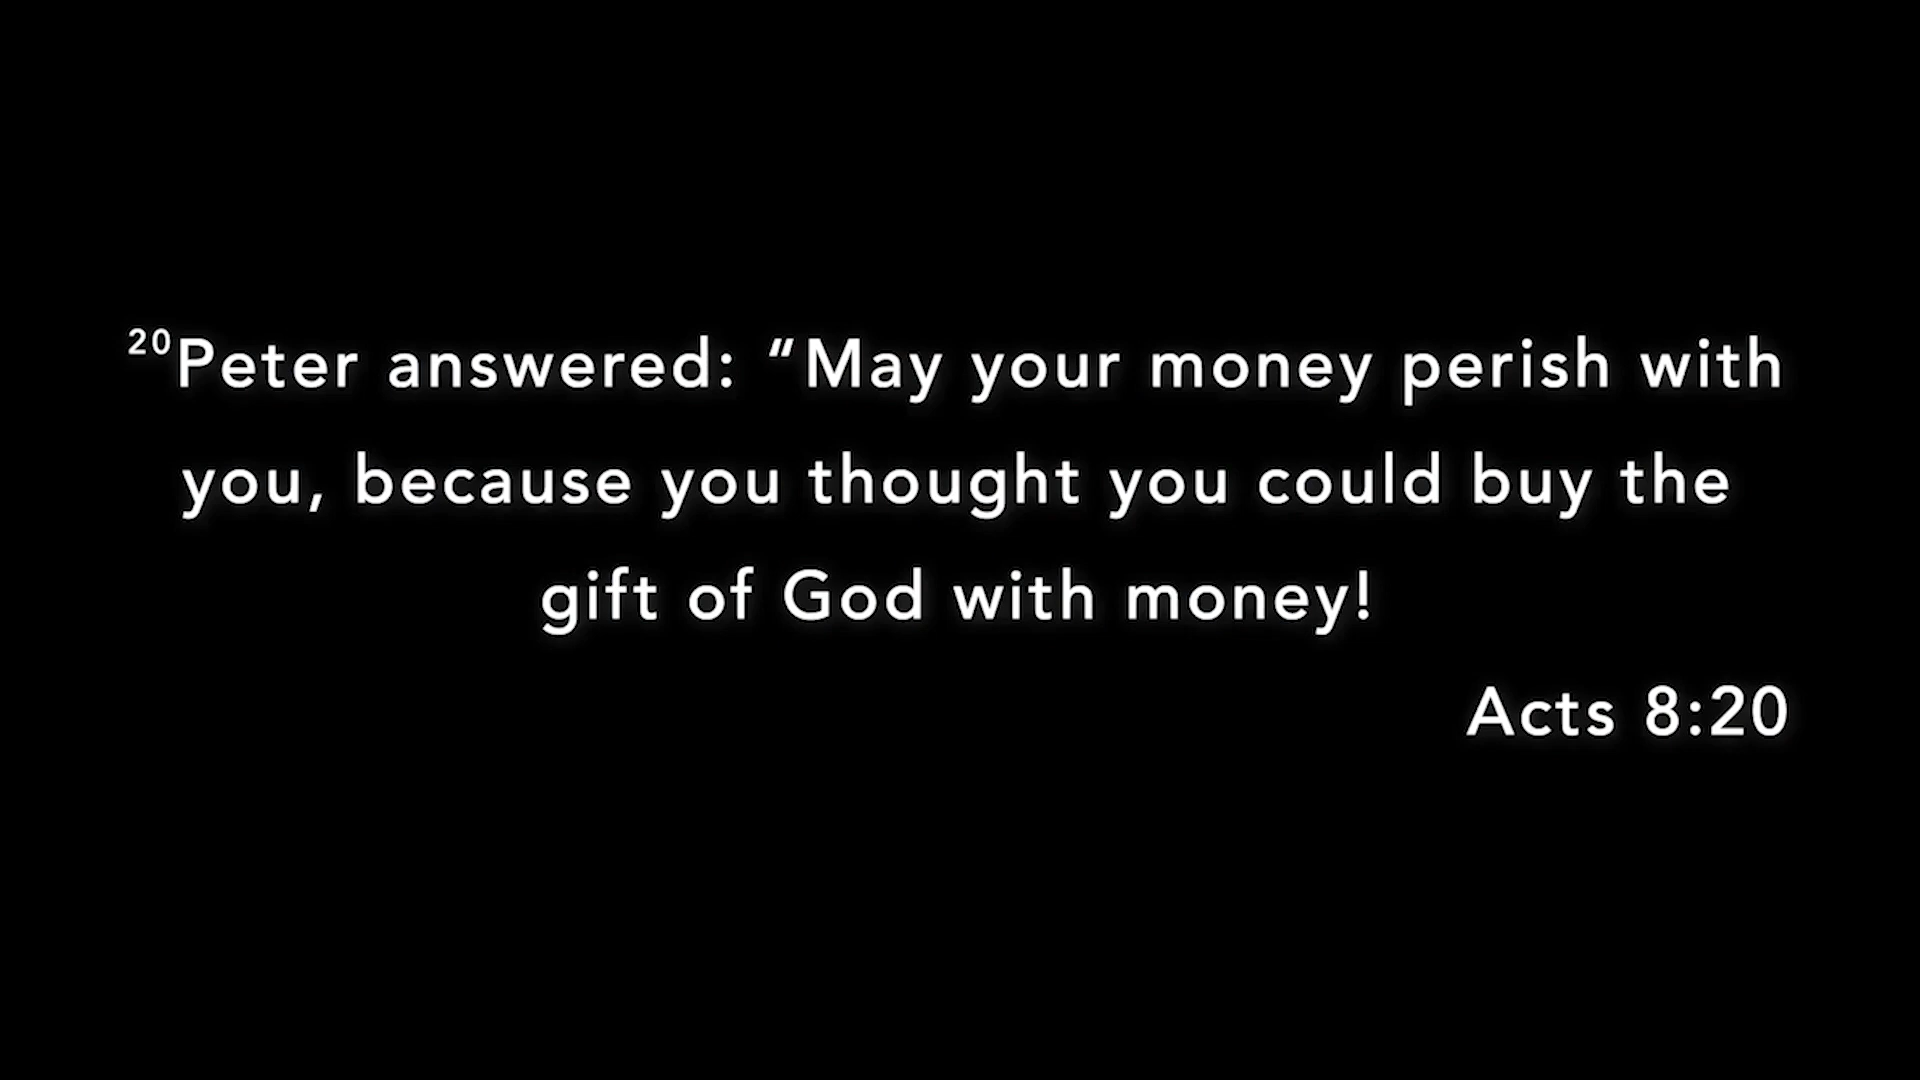 ²⁰Peter answered: “May your money perish with
you, because you thought you could buy the
gift of God with money!
Acts 8:20